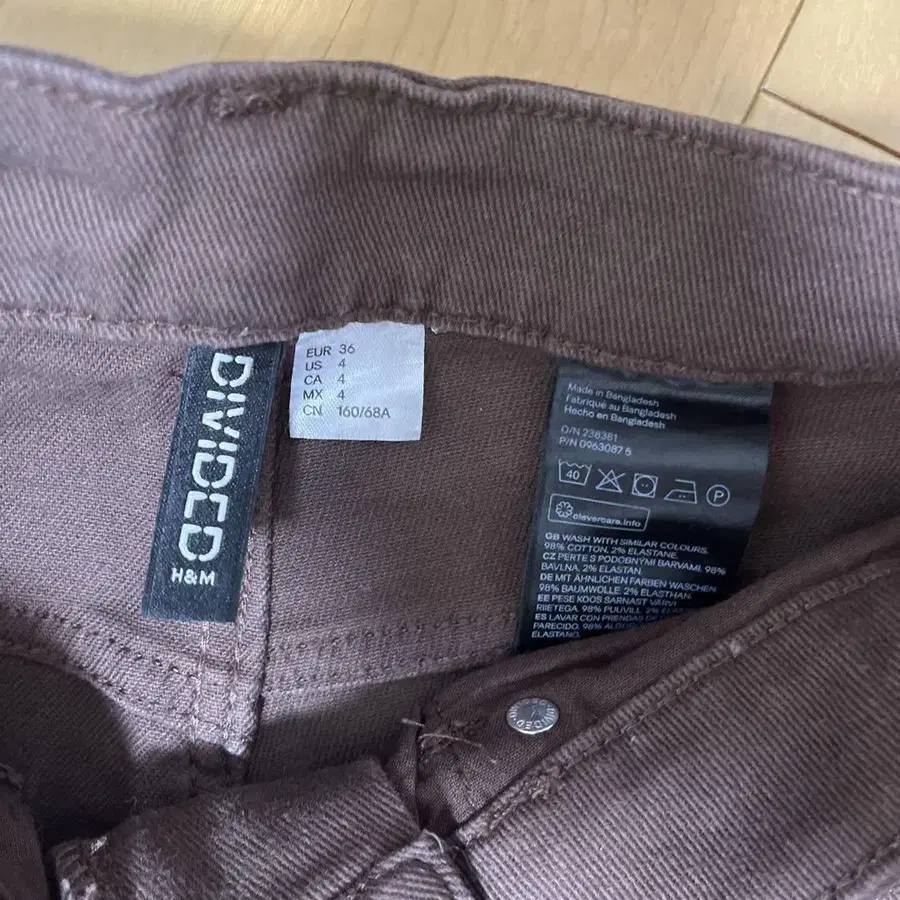 DIVIDED
H&M
EUR 36
US 4
CA 4
MX 4
CN 160/68A
Made in Bangladesh
Fabriqué au Bangladesh
Hecho en Bangladesh
O/N 238381
P/N 0963087 5
40
P
clevercare.info
GB WASH WITH SIMILAR COLOURS.
98% COTTON, 2% ELASTANE.
CZ PERTE S PODOBNÝMI BARVAMI. 98%
BAVLNA, 2% ELASTAN.
DE MIT ÄHNLICHEN FARBEN WASCHEN.
98% BAUMWOLLE, 2% ELASTHAN.
EE PESE KOOS SARNAST VÄRVI
RIIETEGA. 98% PUUVILL, 2%
ES LAVAR CON PRENDAS DE
PARECIDO. 98%
ELASTANO.
DIVIDED